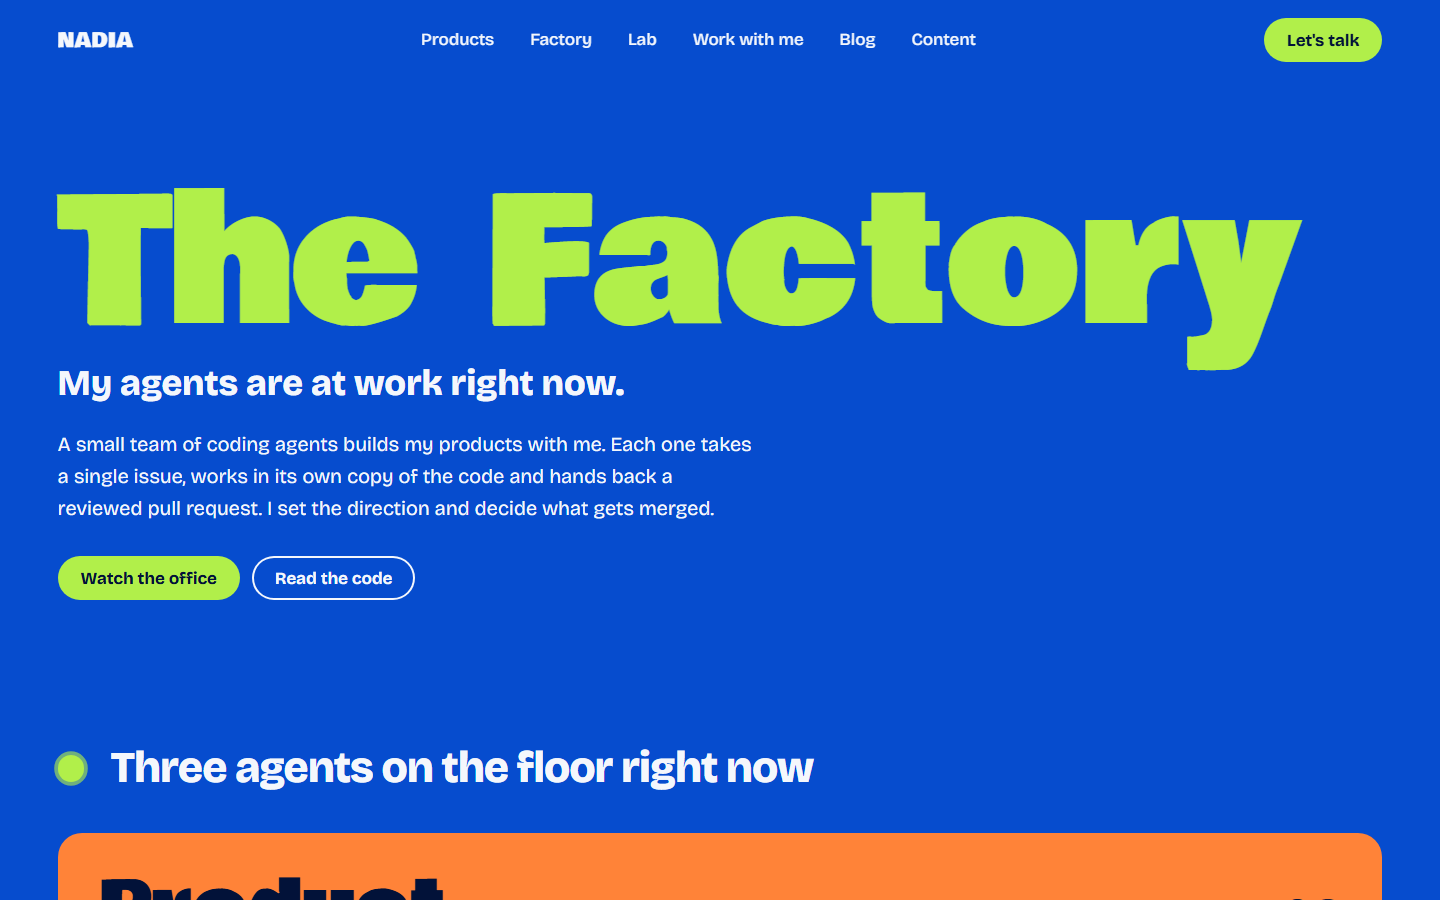 NADIA
Products
Factory
Lab
Work with me
Blog
Content
Let's talk
The Factory
My agents are at work right now.
A small team of coding agents builds my products with me. Each one takes
a single issue, works in its own copy of the code and hands back a
reviewed pull request. I set the direction and decide what gets merged.
Watch the office
Read the code
Three agents on the floor right now
Product